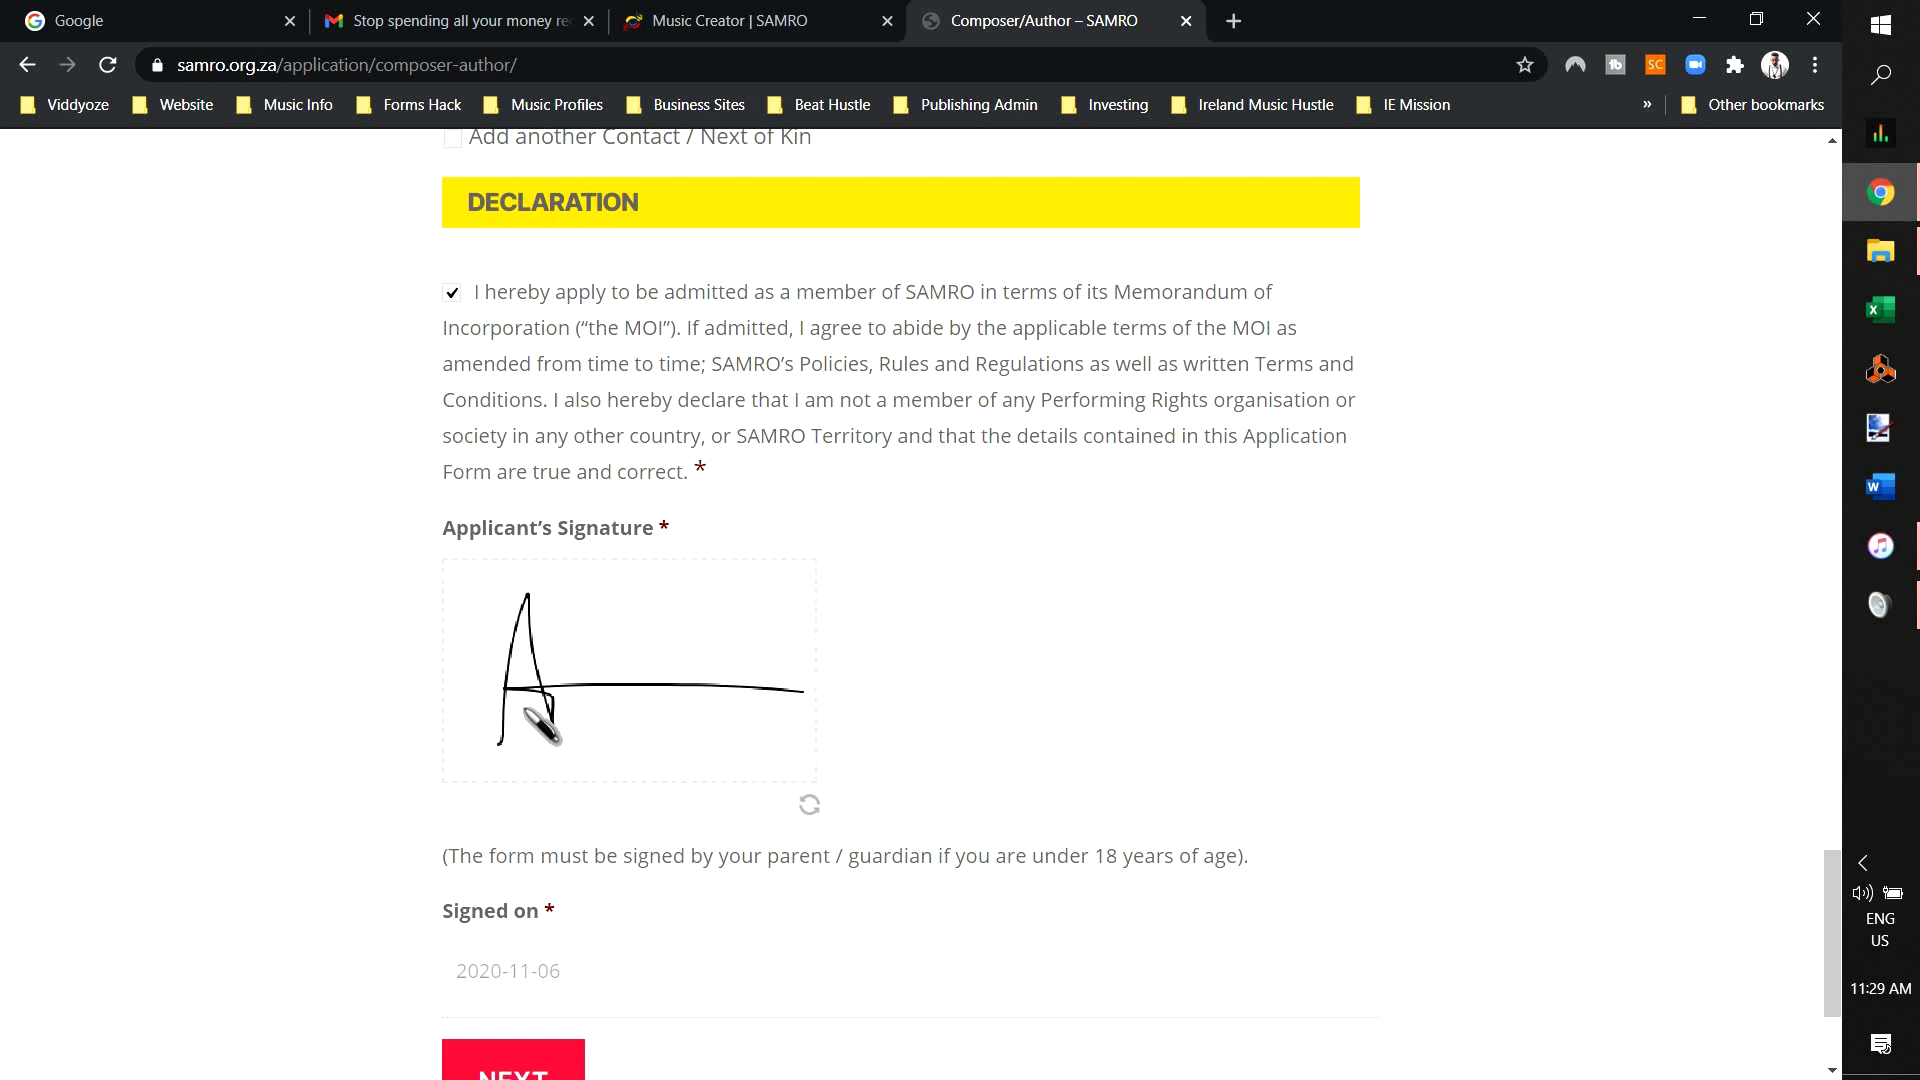 Google
Stop spending all your money re
Music Creator | SAMRO
Composer/Author – SAMRO
samro.org.za/application/composer-author/
SC
Viddyoze
Website
Music Info
Forms Hack
Music Profiles
Business Sites
Beat Hustle
Publishing Admin
Investing
Ireland Music Hustle
IE Mission
»
Other bookmarks
Add another Contact / Next of Kin
DECLARATION
I hereby apply to be admitted as a member of SAMRO in terms of its Memorandum of
Incorporation (“the MOI”). If admitted, I agree to abide by the applicable terms of the MOI as
amended from time to time; SAMRO’s Policies, Rules and Regulations as well as written Terms and
Conditions. I also hereby declare that I am not a member of any Performing Rights organisation or
society in any other country, or SAMRO Territory and that the details contained in this Application
Form are true and correct. *
Applicant’s Signature *
(The form must be signed by your parent / guardian if you are under 18 years of age).
Signed on *
2020-11-06
NEXT
ENG
US
11:29 AM